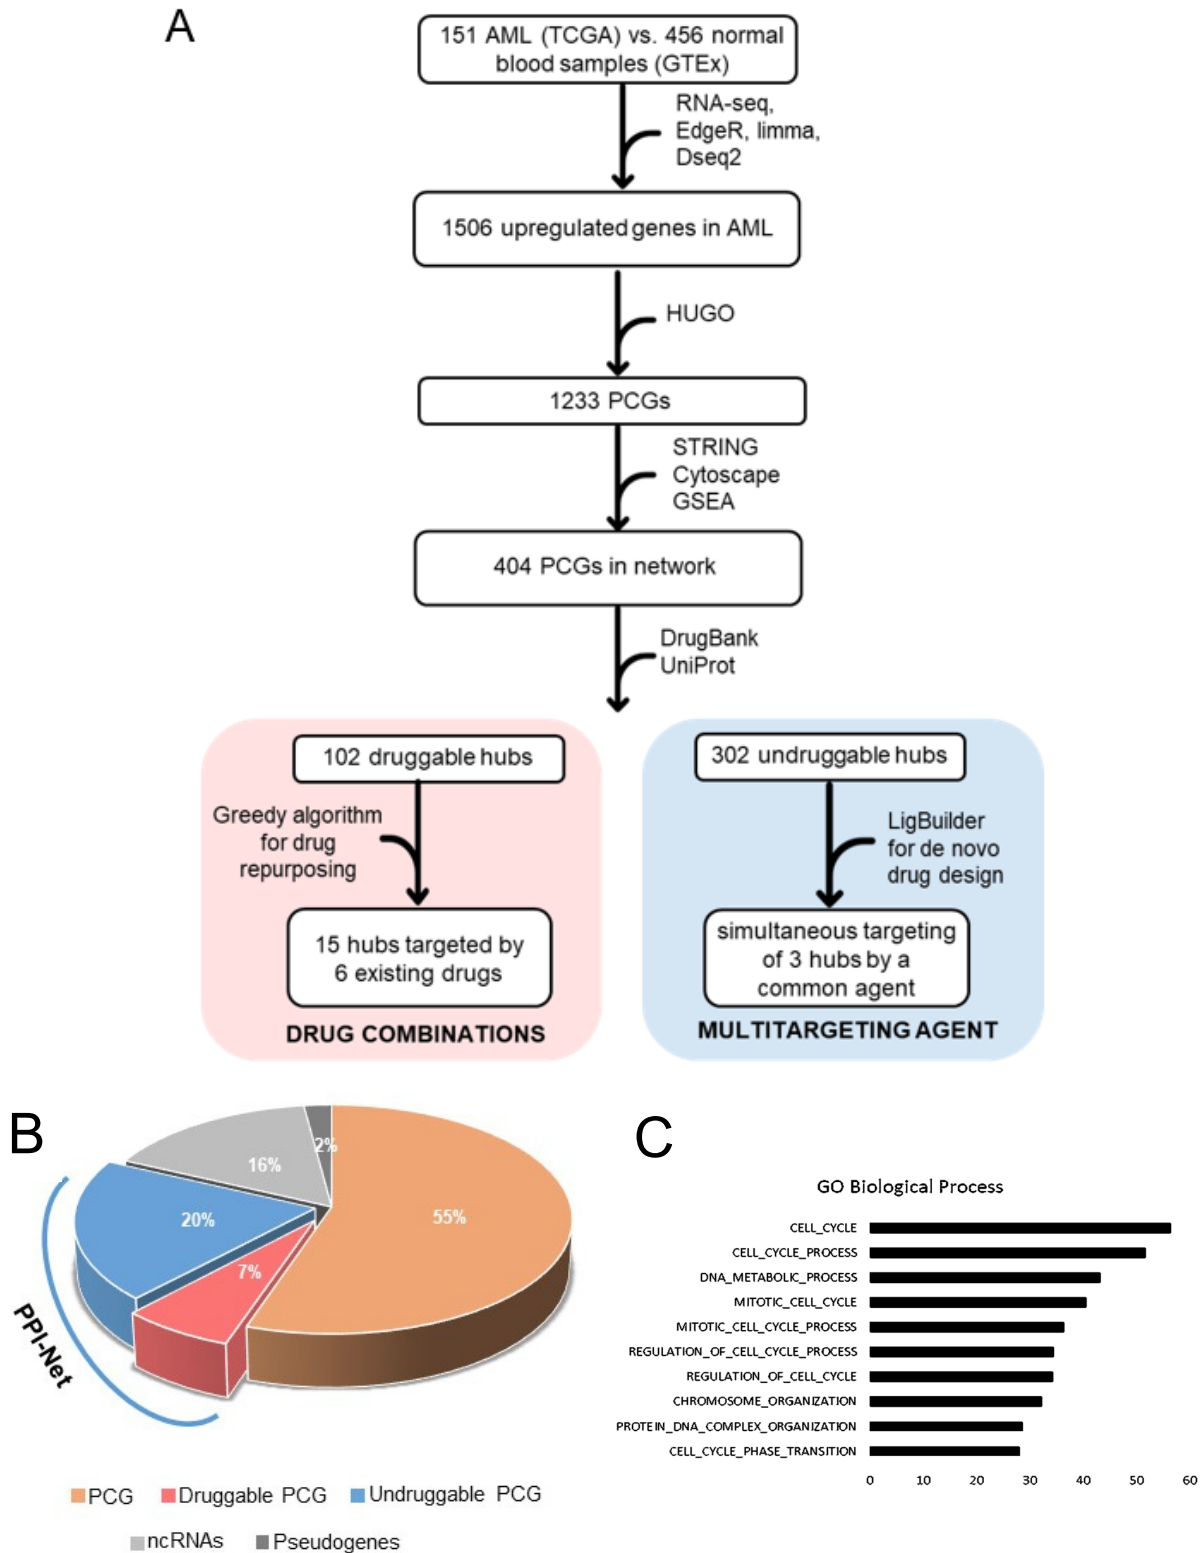 A
151 AML (TCGA) vs. 456 normal
blood samples (GTEx)
RNA-seq,
EdgeR, limma,
Dseq2
1506 upregulated genes in AML
HUGO
1233 PCGs
STRING
Cytoscape
GSEA
404 PCGs in network
DrugBank
UniProt
102 druggable hubs
Greedy algorithm
for drug
repurposing
15 hubs targeted by
6 existing drugs
DRUG COMBINATIONS
302 undruggable hubs
LigBuilder
for de novo
drug design
simultaneous targeting
of 3 hubs by a
common agent
MULTITARGETING AGENT
B
2%
16%
55%
20%
7%
PPI-Net
PCG
Druggable PCG
Undruggable PCG
ncRNAs
Pseudogenes
C
GO Biological Process
CELL_CYCLE
CELL_CYCLE_PROCESS
DNA_METABOLIC_PROCESS
MITOTIC_CELL_CYCLE
MITOTIC_CELL_CYCLE_PROCESS
REGULATION_OF_CELL_CYCLE_PROCESS
REGULATION_OF_CELL_CYCLE
CHROMOSOME_ORGANIZATION
PROTEIN_DNA_COMPLEX_ORGANIZATION
CELL_CYCLE_PHASE_TRANSITION
0 10 20 30 40 50 60